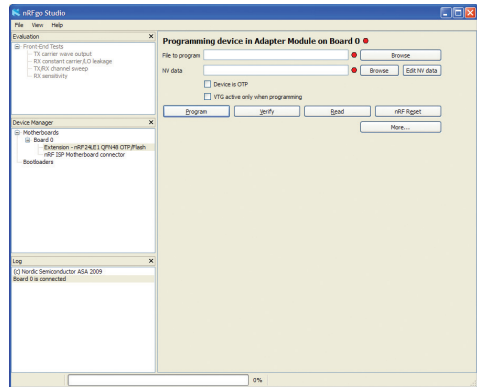 nRFgo Studio
File View Help
Evaluation
Front-End Tests
TX carrier wave output
RX constant carrier/LO leakage
TX/RX channel sweep
RX sensitivity
Device Manager
Motherboards
Board 0
Extension - nRF24LE1 QFN48 OTP/Flash
nRF ISP Motherboard connector
Bootloaders
Log
(c) Nordic Semiconductor ASA 2009
Board 0 is connected
Programming device in Adapter Module on Board 0
File to program Browse
NV data Browse Edit NV data
Device is OTP
VTG active only when programming
Program Verify Read nRF Reset
More...
0%